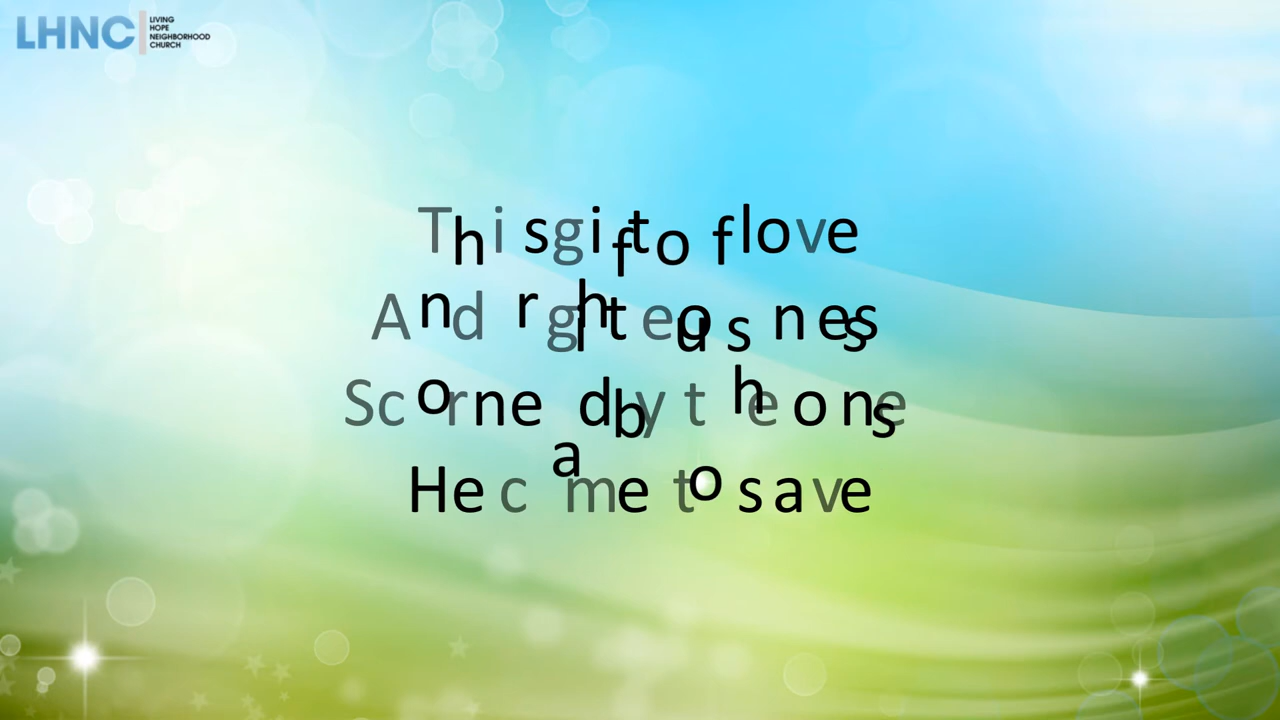 LHNC
LIVING
HOPE
NEIGHBORHOOD
CHURCH
This gift of love
And righteousness
Scorned by the ones
He came to save